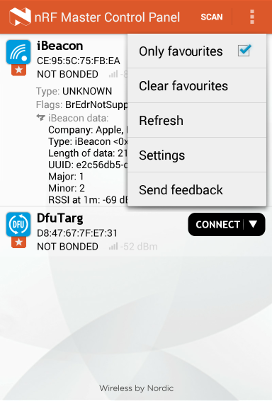 nRF Master Control Panel
SCAN
Only favourites
Clear favourites
Refresh
Settings
Send feedback
iBeacon
CE:95:5C:75:FB:EA
NOT BONDED
Type: UNKNOWN
Flags: BrEdrNotSupp
iBeacon data:
Company: Apple, I
Type: iBeacon <0x
Length of data: 21
UUID: e2c56db5-d
Major: 1
Minor: 2
RSSI at 1m: -69 dB
DFU
DfuTarg
D8:47:67:7F:E7:31
NOT BONDED -52 dBm
CONNECT
Wireless by Nordic